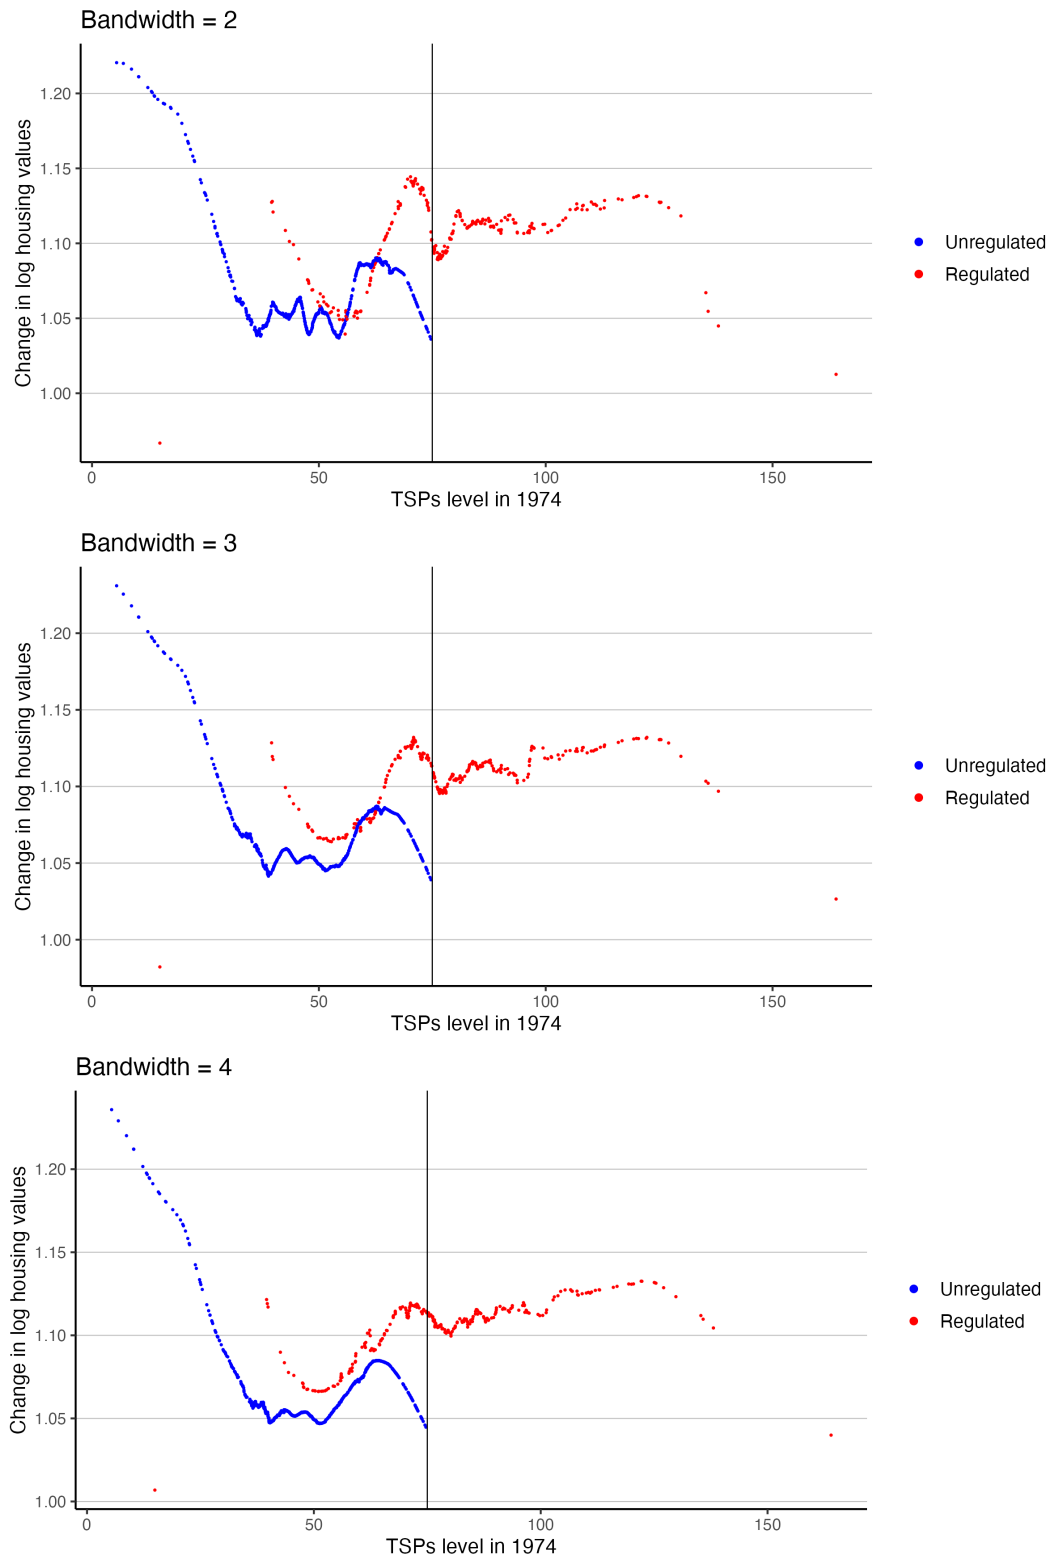 Bandwidth = 2
Change in log housing values
1.20
1.15
1.10
1.05
1.00
0
50
100
150
TSPs level in 1974
Unregulated
Regulated
Bandwidth = 3
Change in log housing values
1.20
1.15
1.10
1.05
1.00
0
50
100
150
TSPs level in 1974
Unregulated
Regulated
Bandwidth = 4
Change in log housing values
1.20
1.15
1.10
1.05
1.00
0
50
100
150
TSPs level in 1974
Unregulated
Regulated